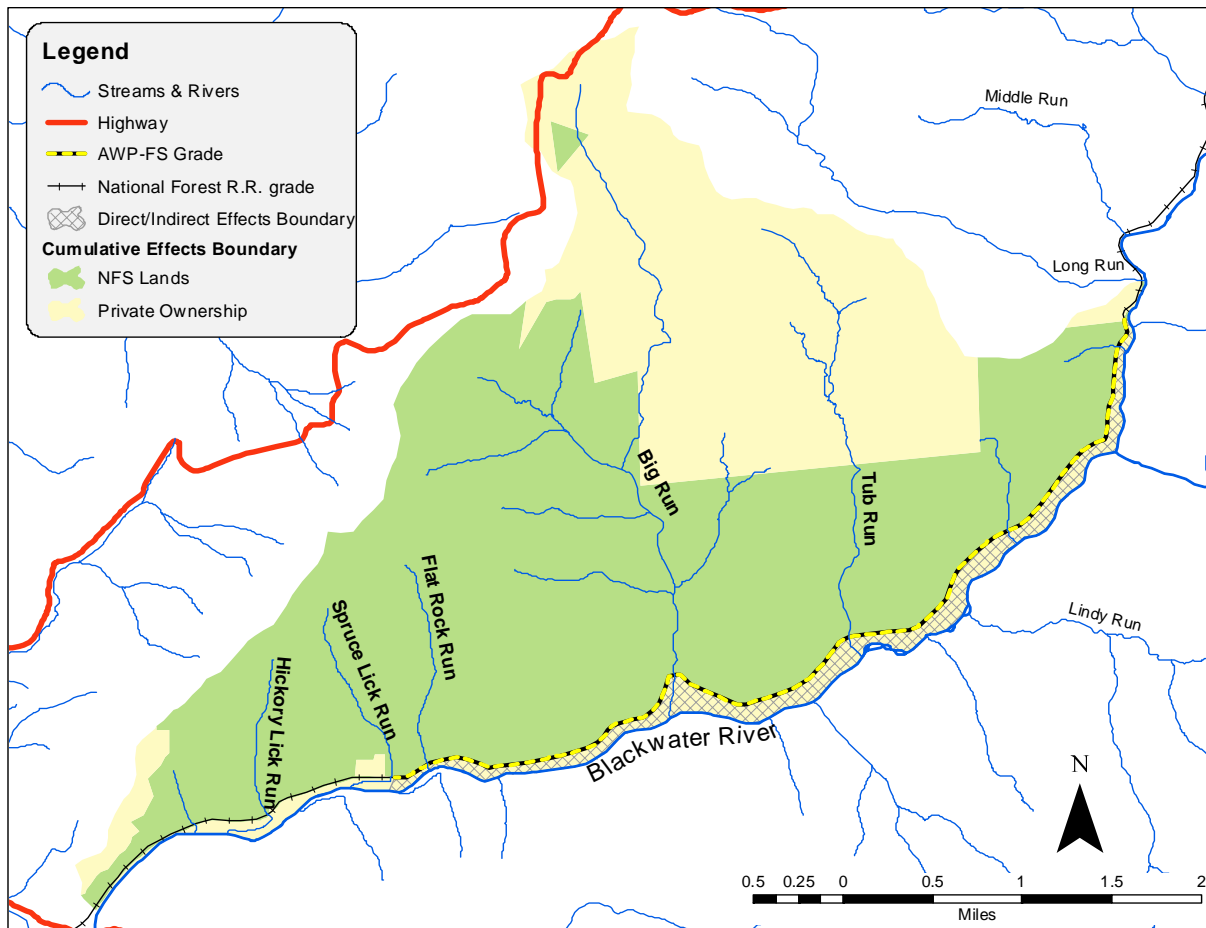 Legend
Streams & Rivers
Highway
AWP-FS Grade
National Forest R.R. grade
Direct/Indirect Effects Boundary
Cumulative Effects Boundary
NFS Lands
Private Ownership
Middle Run
Long Run
Big Run
Tub Run
Flat Rock Run
Spruce Lick Run
Hickory Lick Run
Lindy Run
Blackwater River
N
0.5 0.25 0 0.5 1 1.5 2
Miles